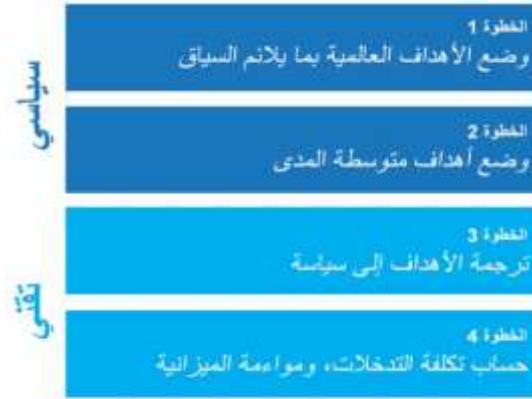 الخطوة 1
وضع الأهداف العالمية بما يلائم السياق
الخطوة 2
وضع أهداف متوسطة المدى
سياسي
الخطوة 3
ترجمة الأهداف إلى سياسة
الخطوة 4
حساب تكلفة التدخلات، ومواءمة الميزانية
تقني